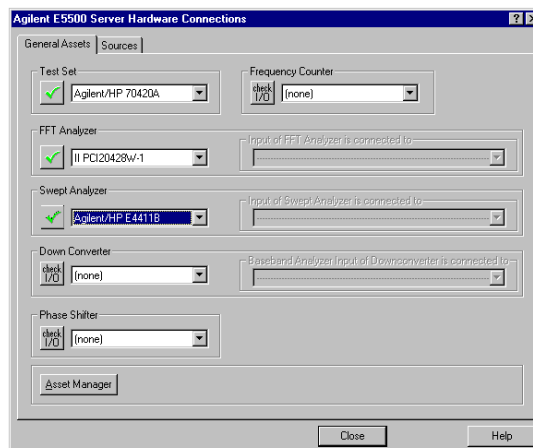 Agilent E5500 Server Hardware Connections
General Assets
Sources
Test Set
Agilent/HP 70420A
Frequency Counter
check I/O
(none)
FFT Analyzer
II PCI20428W-1
Input of FFT Analyzer is connected to
Swept Analyzer
Agilent/HP E4411B
Input of Swept Analyzer is connected to
Down Converter
check I/O
(none)
Baseband Analyzer Input of Downconverter is connected to
Phase Shifter
check I/O
(none)
Asset Manager
Close
Help